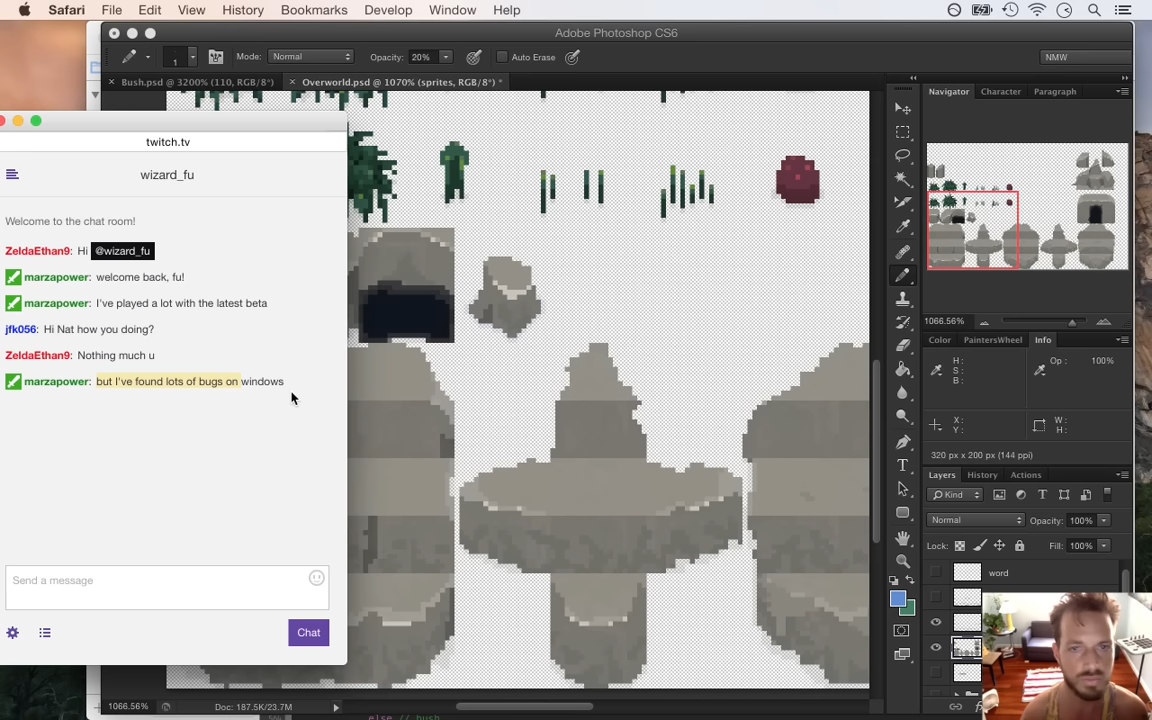 Safari File Edit View History Bookmarks Develop Window Help
Adobe Photoshop CS6
1 Mode: Normal Opacity: 20% Auto Erase NMW
Bush.psd @ 3200% (110, RGB/8*) Overworld.psd @ 1070% (sprites, RGB/8*) *
twitch.tv
wizard_fu
Welcome to the chat room!
ZeldaEthan9: Hi @wizard_fu
marzapower: welcome back, fu!
marzapower: I've played a lot with the latest beta
jfk056: Hi Nat how you doing?
ZeldaEthan9: Nothing much u
marzapower: but I've found lots of bugs on windows
Send a message
Chat
Navigator Character Paragraph
1066.56%
Color PaintersWheel Info
H: Op: 100%
S:
B:
X: W:
Y: H:
320 px x 200 px (144 ppi)
Layers History Actions
Kind
Normal Opacity: 100%
Lock: Fill: 100%
word
1066.56% Doc: 187.5K/23.7M
else // bush